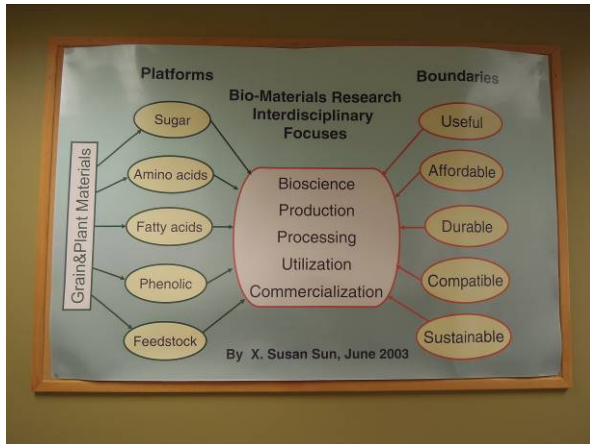 Platforms
Boundaries
Bio-Materials Research
Interdisciplinary
Focuses
Grain&Plant Materials
Sugar
Amino acids
Fatty acids
Phenolic
Feedstock
Bioscience
Production
Processing
Utilization
Commercialization
Useful
Affordable
Durable
Compatible
Sustainable
By X. Susan Sun, June 2003